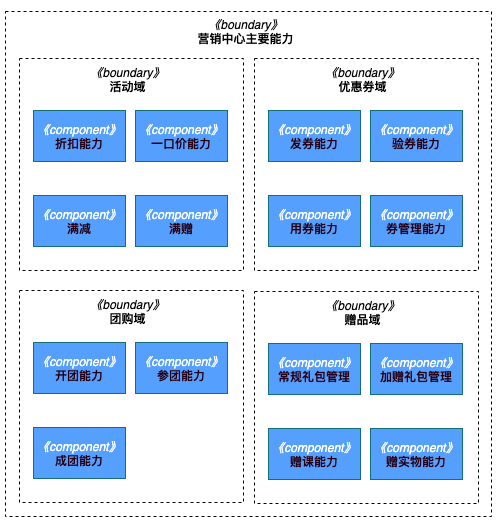 《boundary》
营销中心主要能力
《boundary》
活动域
《component》
折扣能力
《component》
一口价能力
《component》
满减
《component》
满赠
《boundary》
优惠券域
《component》
发券能力
《component》
验券能力
《component》
用券能力
《component》
券管理能力
《boundary》
团购域
《component》
开团能力
《component》
参团能力
《component》
成团能力
《boundary》
赠品域
《component》
常规礼包管理
《component》
加赠礼包管理
《component》
赠课能力
《component》
赠实物能力